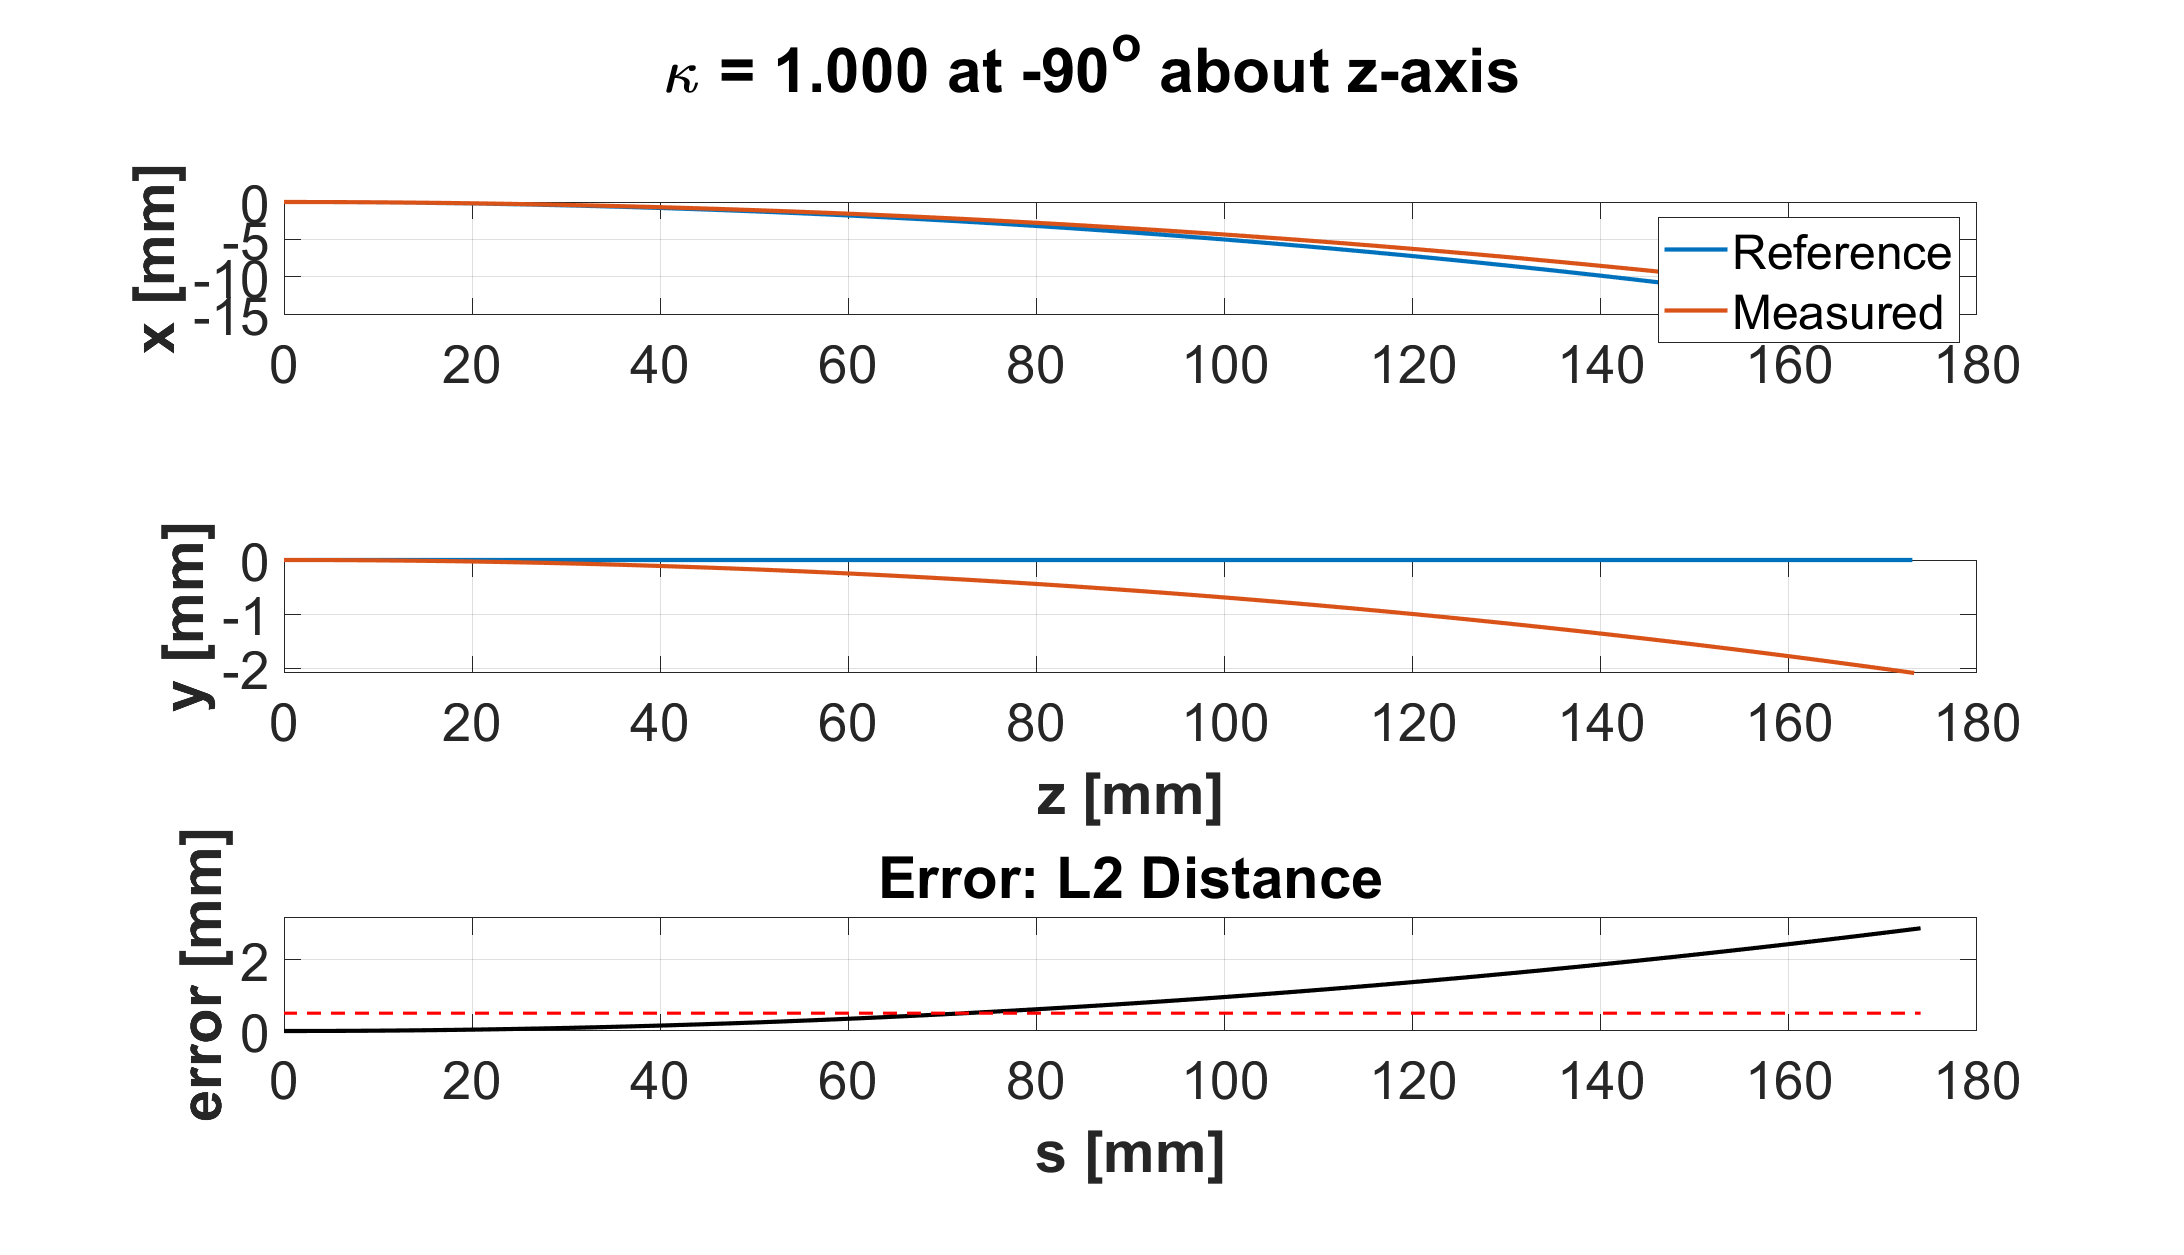 κ = 1.000 at -90° about z-axis
x [mm]
0
-5
-10
-15
0 20 40 60 80 100 120 140 160 180
Reference
Measured
y [mm]
0
-1
-2
0 20 40 60 80 100 120 140 160 180
z [mm]
Error: L2 Distance
error [mm]
2
0
0 20 40 60 80 100 120 140 160 180
s [mm]